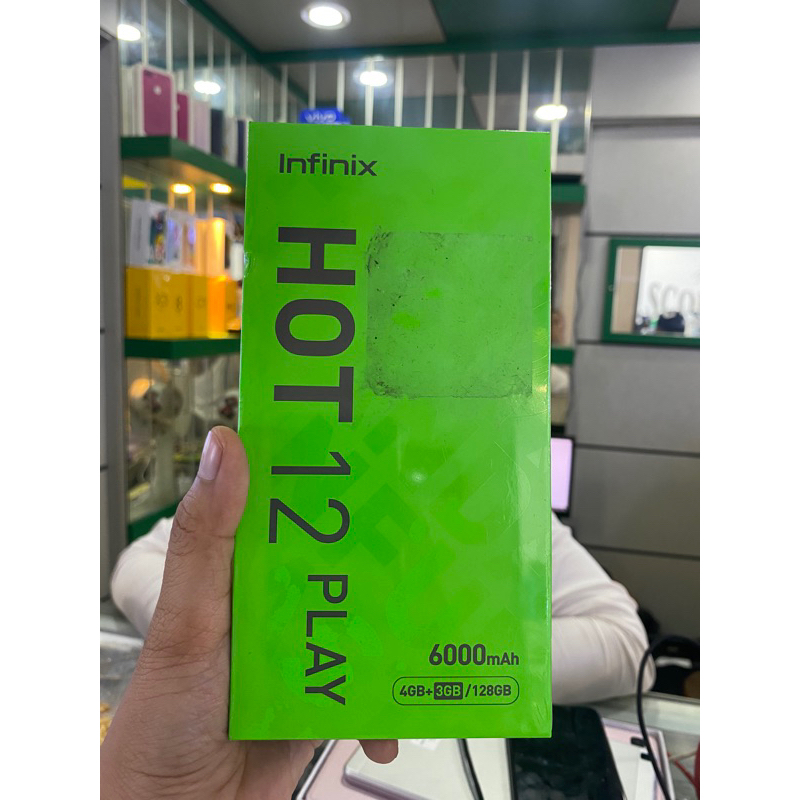 Infinix
HOT 12 PLAY
6000mAh
4GB+3GB/128GB